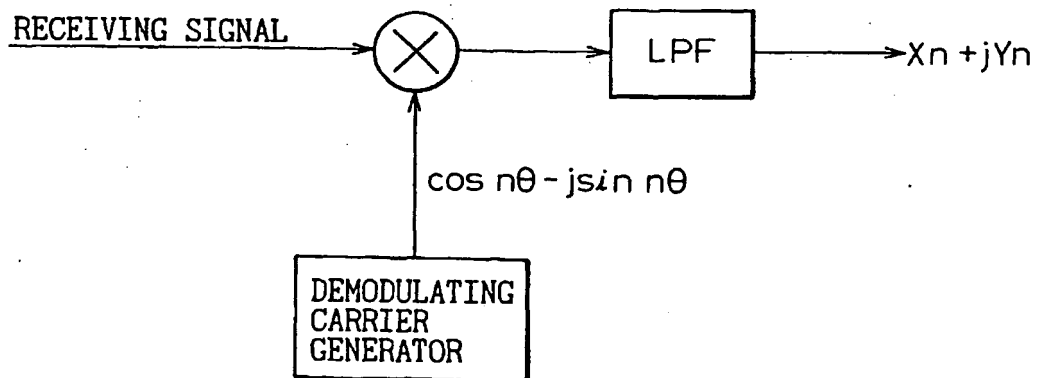 RECEIVING SIGNAL
LPF
Xn + jYn
cos nθ - jsin nθ
DEMODULATING
CARRIER
GENERATOR